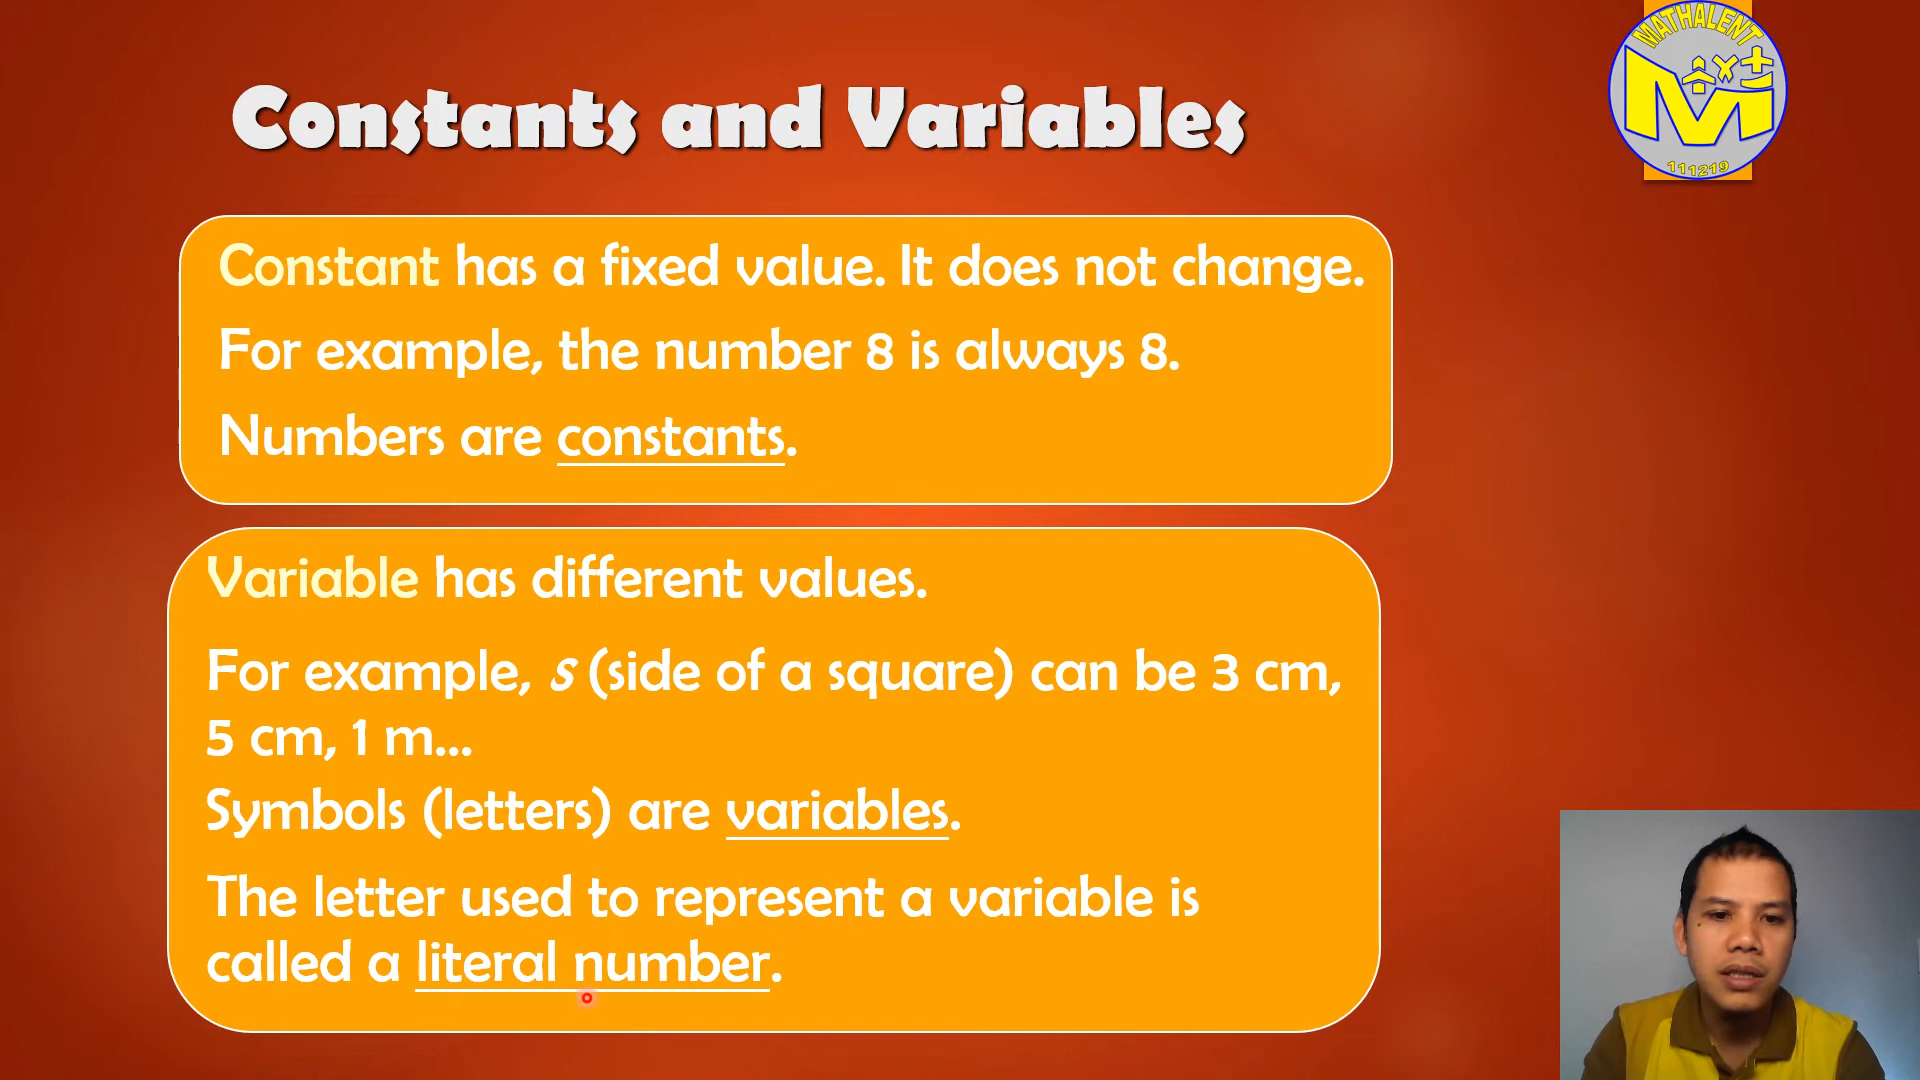 MATHALENT
111219
Constants and Variables
Constant has a fixed value. It does not change.
For example, the number 8 is always 8.
Numbers are constants.
Variable has different values.
For example, s (side of a square) can be 3 cm,
5 cm, 1 m...
Symbols (letters) are variables.
The letter used to represent a variable is
called a literal number.